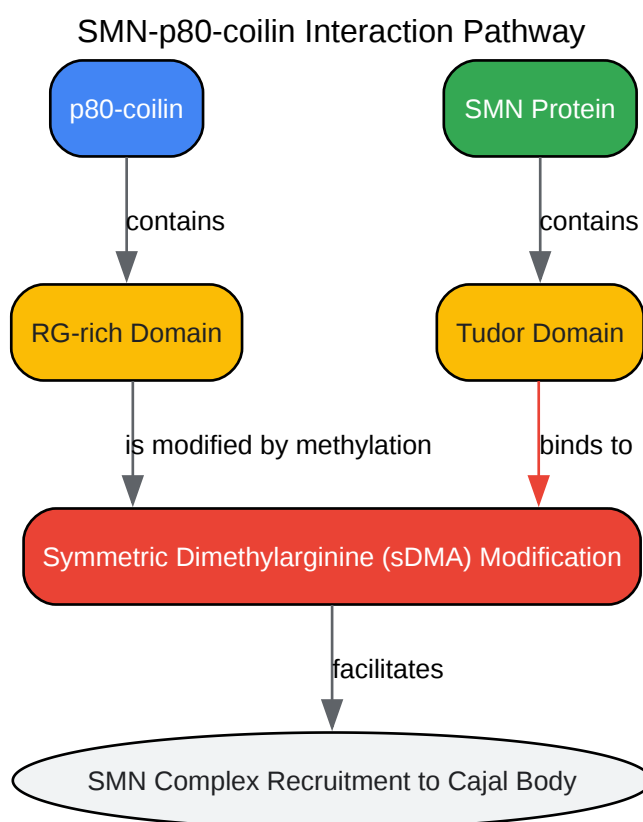 SMN-p80-coilin Interaction Pathway
p80-coilin
SMN Protein
contains
contains
RG-rich Domain
Tudor Domain
is modified by methylation
binds to
Symmetric Dimethylarginine (sDMA) Modification
facilitates
SMN Complex Recruitment to Cajal Body